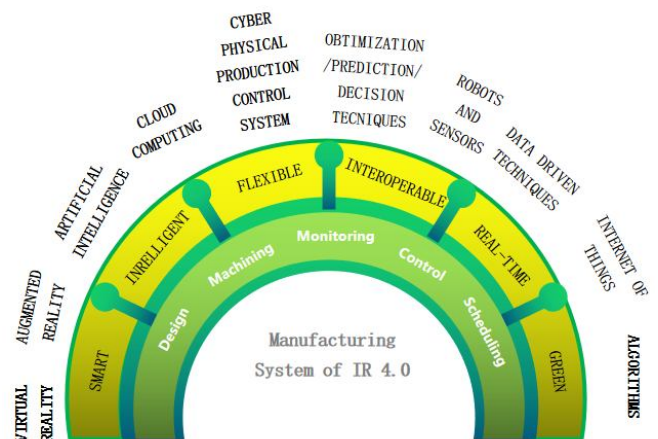 VIRTUAL
REALITY
AUGMENTED
REALITY
ARTIFICIAL
INTELLIGENCE
CLOUD
COMPUTING
CYBER
PHYSICAL
PRODUCTION
CONTROL
SYSTEM
OBTIMIZATION
/PREDICTION/
DECISION
TECNIQUES
ROBOTS
AND
SENSORS
DATA DRIVEN
TECHNIQUES
INTERNET OF
THINGS
ALGORITHMS
SMART
INRELLIGENT
FLEXIBLE
INTEROPERABLE
REAL-TIME
GREEN
Design
Machining
Monitoring
Control
Scheduling
Manufacturing
System of IR 4.0